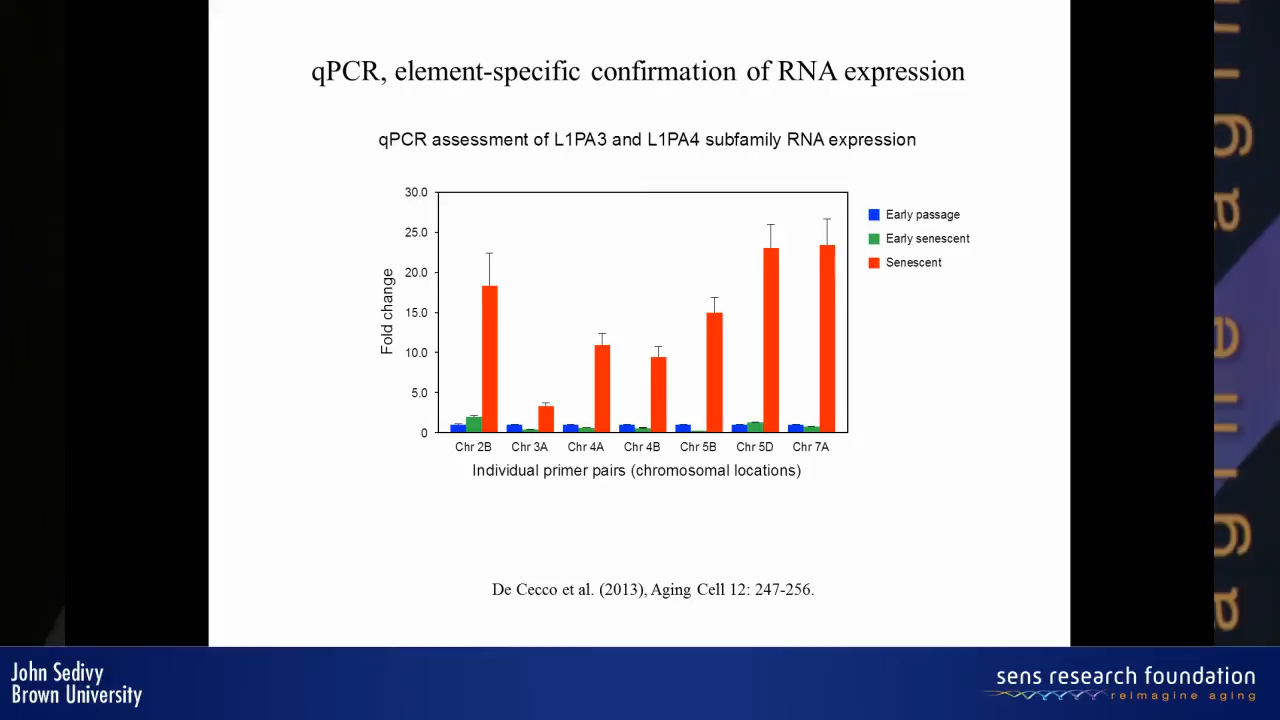 qPCR, element-specific confirmation of RNA expression
qPCR assessment of L1PA3 and L1PA4 subfamily RNA expression
30.0
25.0
20.0
15.0
10.0
5.0
0
Fold change
Early passage
Early senescent
Senescent
Chr 2B Chr 3A Chr 4A Chr 4B Chr 5B Chr 5D Chr 7A
Individual primer pairs (chromosomal locations)
De Cecco et al. (2013), Aging Cell 12: 247-256.
John Sedivy
Brown University
sens research foundation
reimagine aging